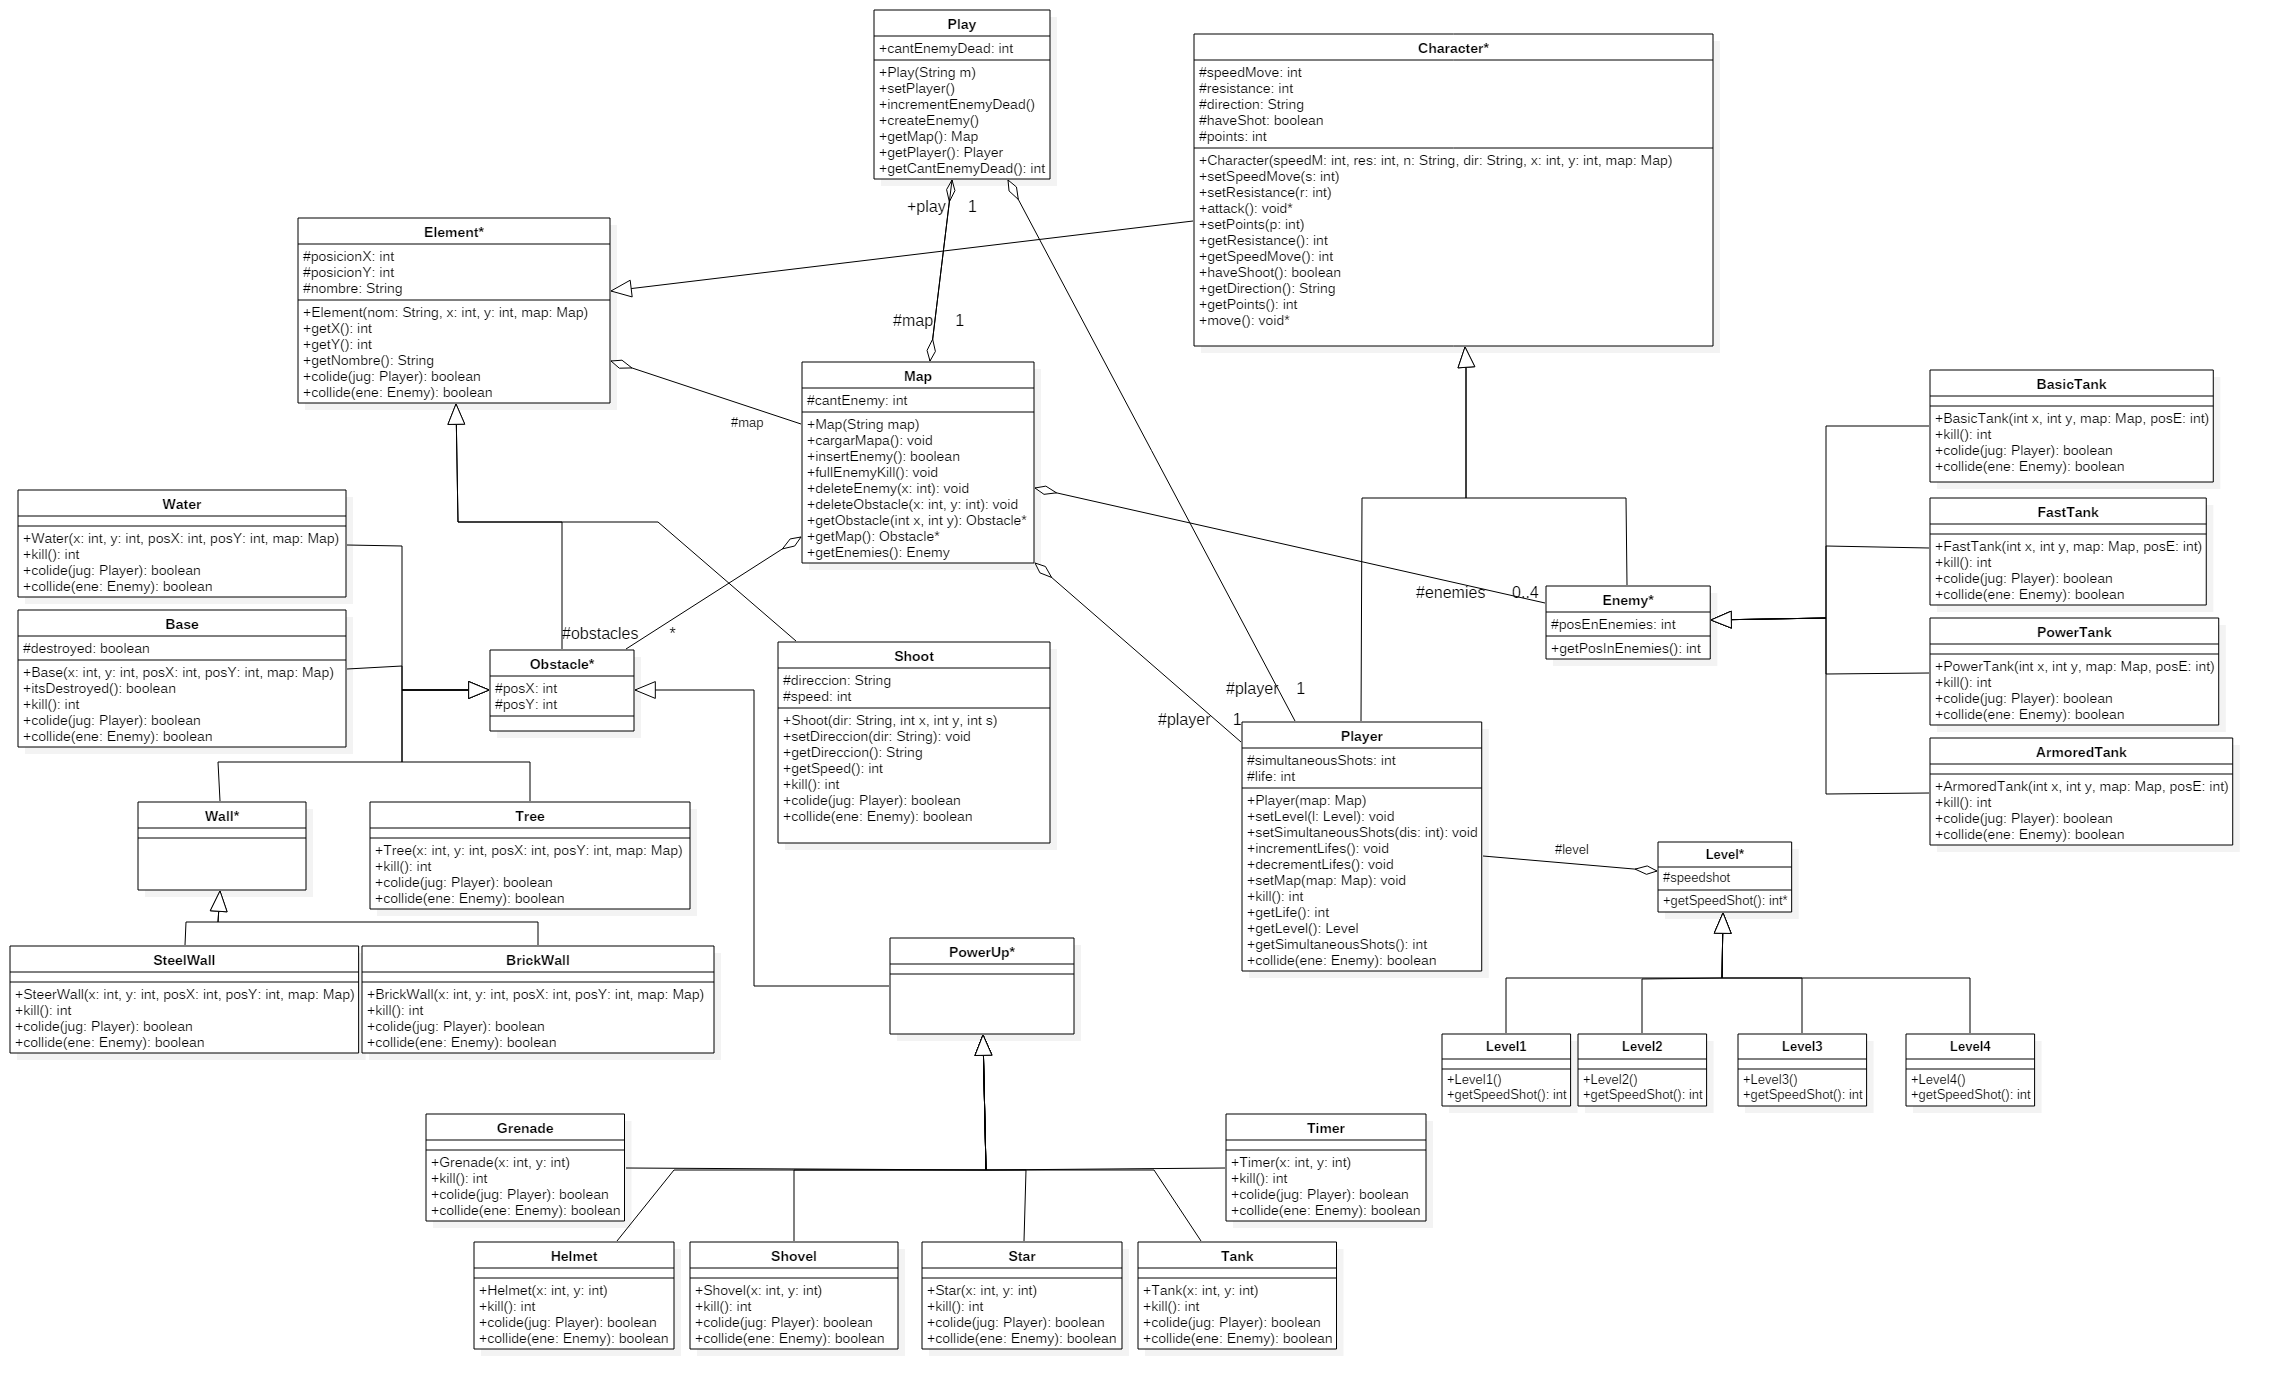 Play
+cantEnemyDead: int
+Play(String m)
+setPlayer()
+incrementEnemyDead()
+createEnemy()
+getMap(): Map
+getPlayer(): Player
+getCantEnemyDead(): int
Character*
#speedMove: int
#resistance: int
#direction: String
#haveShot: boolean
#points: int
+Character(speedM: int, res: int, n: String, dir: String, x: int, y: int, map: Map)
+setSpeedMove(s: int)
+setResistance(r: int)
+attack(): void*
+setPoints(p: int)
+getResistance(): int
+getSpeedMove(): int
+haveShoot(): boolean
+getDirection(): String
+getPoints(): int
+move(): void*
+play 1
#map 1
Element*
#posicionX: int
#posicionY: int
#nombre: String
+Element(nom: String, x: int, y: int, map: Map)
+getX(): int
+getY(): int
+getNombre(): String
+colide(jug: Player): boolean
+collide(ene: Enemy): boolean
#map
Map
#cantEnemy: int
+Map(String map)
+cargarMapa(): void
+insertEnemy(): boolean
+fullEnemyKill(): void
+deleteEnemy(x: int): void
+deleteObstacle(x: int, y: int): void
+getObstacle(int x, int y): Obstacle*
+getMap(): Obstacle*
+getEnemies(): Enemy
BasicTank
+BasicTank(int x, int y, map: Map, posE: int)
+kill(): int
+colide(jug: Player): boolean
+collide(ene: Enemy): boolean
FastTank
+FastTank(int x, int y, map: Map, posE: int)
+kill(): int
+colide(jug: Player): boolean
+collide(ene: Enemy): boolean
PowerTank
+PowerTank(int x, int y, map: Map, posE: int)
+kill(): int
+colide(jug: Player): boolean
+collide(ene: Enemy): boolean
ArmoredTank
+ArmoredTank(int x, int y, map: Map, posE: int)
+kill(): int
+colide(jug: Player): boolean
+collide(ene: Enemy): boolean
#enemies 0..4
Enemy*
#posEnEnemies: int
+getPosInEnemies(): int
Water
+Water(x: int, y: int, posX: int, posY: int, map: Map)
+kill(): int
+colide(jug: Player): boolean
+collide(ene: Enemy): boolean
Base
#destroyed: boolean
+Base(x: int, y: int, posX: int, posY: int, map: Map)
+itsDestroyed(): boolean
+kill(): int
+colide(jug: Player): boolean
+collide(ene: Enemy): boolean
#obstacles *
Obstacle*
#posX: int
#posY: int
Shoot
#direccion: String
#speed: int
+Shoot(dir: String, int x, int y, int s)
+setDireccion(dir: String): void
+getDireccion(): String
+getSpeed(): int
+kill(): int
+colide(jug: Player): boolean
+collide(ene: Enemy): boolean
#player 1
#player 1
Player
#simultaneousShots: int
#life: int
+Player(map: Map)
+setLevel(l: Level): void
+setSimultaneousShots(dis: int): void
+incrementLifes(): void
+decrementLifes(): void
+setMap(map: Map): void
+kill(): int
+getLife(): int
+getLevel(): Level
+getSimultaneousShots(): int
+collide(ene: Enemy): boolean
#level
Level*
#speedshot
+getSpeedShot(): int*
Wall*
Tree
+Tree(x: int, y: int, posX: int, posY: int, map: Map)
+kill(): int
+colide(jug: Player): boolean
+collide(ene: Enemy): boolean
SteelWall
+SteerWall(x: int, y: int, posX: int, posY: int, map: Map)
+kill(): int
+colide(jug: Player): boolean
+collide(ene: Enemy): boolean
BrickWall
+BrickWall(x: int, y: int, posX: int, posY: int, map: Map)
+kill(): int
+colide(jug: Player): boolean
+collide(ene: Enemy): boolean
PowerUp*
Level1
+Level1()
+getSpeedShot(): int
Level2
+Level2()
+getSpeedShot(): int
Level3
+Level3()
+getSpeedShot(): int
Level4
+Level4()
+getSpeedShot(): int
Grenade
+Grenade(x: int, y: int)
+kill(): int
+colide(jug: Player): boolean
+collide(ene: Enemy): boolean
Timer
+Timer(x: int, y: int)
+kill(): int
+colide(jug: Player): boolean
+collide(ene: Enemy): boolean
Helmet
+Helmet(x: int, y: int)
+kill(): int
+colide(jug: Player): boolean
+collide(ene: Enemy): boolean
Shovel
+Shovel(x: int, y: int)
+kill(): int
+colide(jug: Player): boolean
+collide(ene: Enemy): boolean
Star
+Star(x: int, y: int)
+kill(): int
+colide(jug: Player): boolean
+collide(ene: Enemy): boolean
Tank
+Tank(x: int, y: int)
+kill(): int
+colide(jug: Player): boolean
+collide(ene: Enemy): boolean